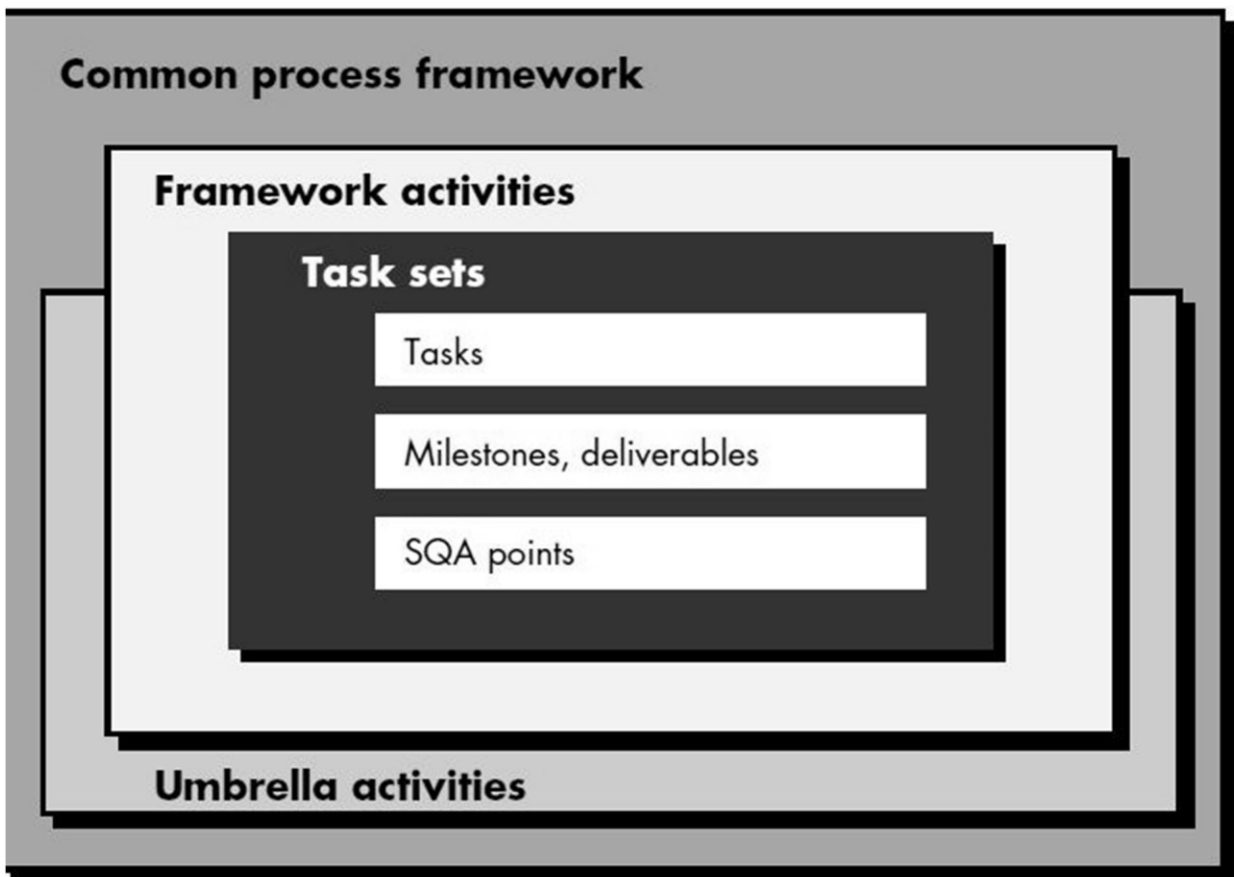 Common process framework
Framework activities
Task sets
Tasks
Milestones, deliverables
SQA points
Umbrella activities